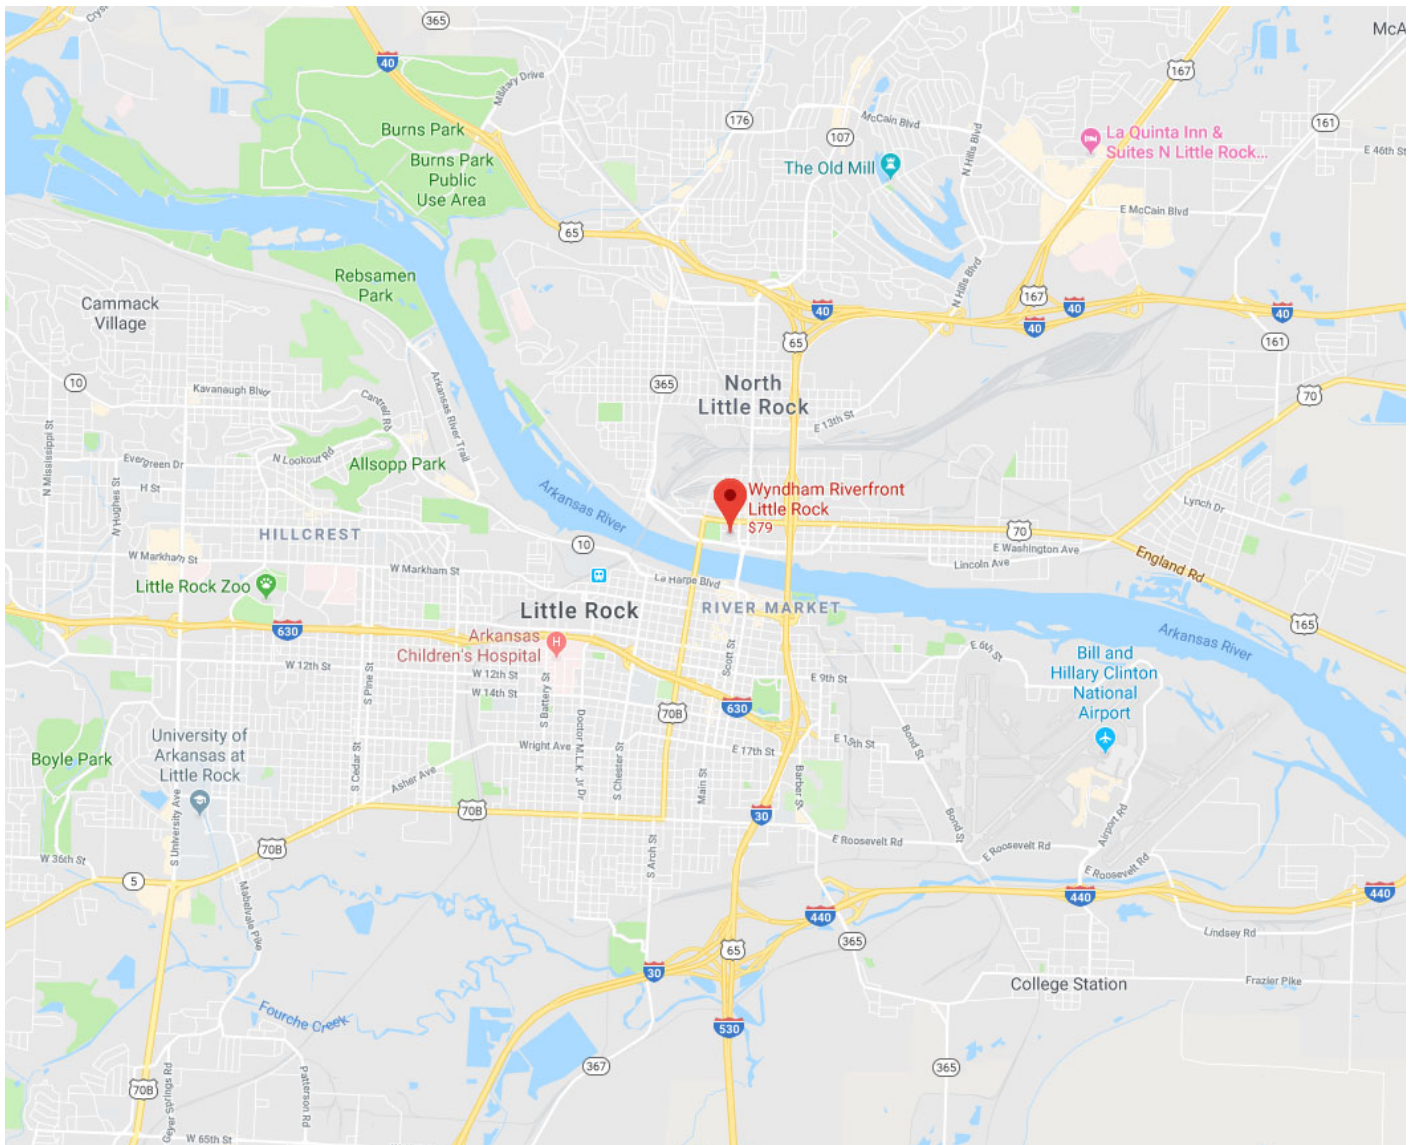 365
McA
Crys
40
Military Drive
167
Burns Park
176
107
McCain Blvd
161
La Quinta Inn &
Suites N Little Rock...
N Hills Blvd
E 46th St
Burns Park
Public
Use Area
The Old Mill
E McCain Blvd
65
Rebsamen
Park
N Hills Blvd
167
40
40
40
40
Cammack
Village
65
161
10
Kavanaugh Blvd
Cantrell Rd
Arkansas River Trail
365
North
Little Rock
E 13th St
70
N Mississippi St
Evergreen Dr
N Lookout Rd
Allsopp Park
H St
N Hughes St
Arkansas River
Wyndham Riverfront
Little Rock
$79
Lynch Dr
HILLCREST
70
10
E Washington Ave
Lincoln Ave
England Rd
W Markham St
W Markham St
La Harpe Blvd
Little Rock Zoo
Little Rock
RIVER MARKET
630
165
Arkansas River
Arkansas
Children's Hospital
Scott St
E 6th St
Bill and
Hillary Clinton
National
Airport
W 12th St
W 12th St
W 14th St
S Pine St
S Battery St
E 9th St
630
70B
Doctor M.L.K. Jr Dr
University of
Arkansas at
Little Rock
Boyle Park
Wright Ave
E 17th St
E 15th St
Bond St
S Cedar St
Asher Ave
S Chester St
Main St
Barber St
70B
30
S University Ave
Bond St
Airport Rd
70B
S Arch St
E Roosevelt Rd
E Roosevelt Rd
E Roosevelt Rd
W 36th St
5
440
440
440
Mabelvale Pike
365
65
Lindsey Rd
30
College Station
Frazier Pike
Fourche Creek
530
367
365
70B
Geyer Springs Rd
Patterson Rd
W 65th St